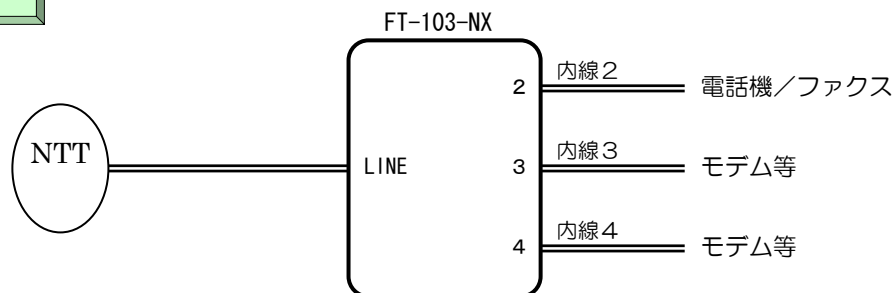 FT-103-NX
NTT
LINE
2
内線2
電話機／ファクス
3
内線3
モデム等
4
内線4
モデム等